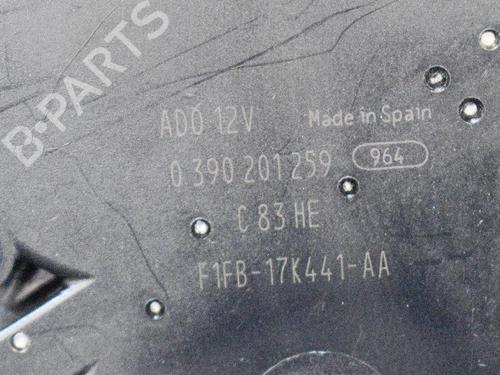 B-PARTS
ADO 12V Made in Spain
0 390 201 259 964
C 83 HE
F1FB-17K441-AA